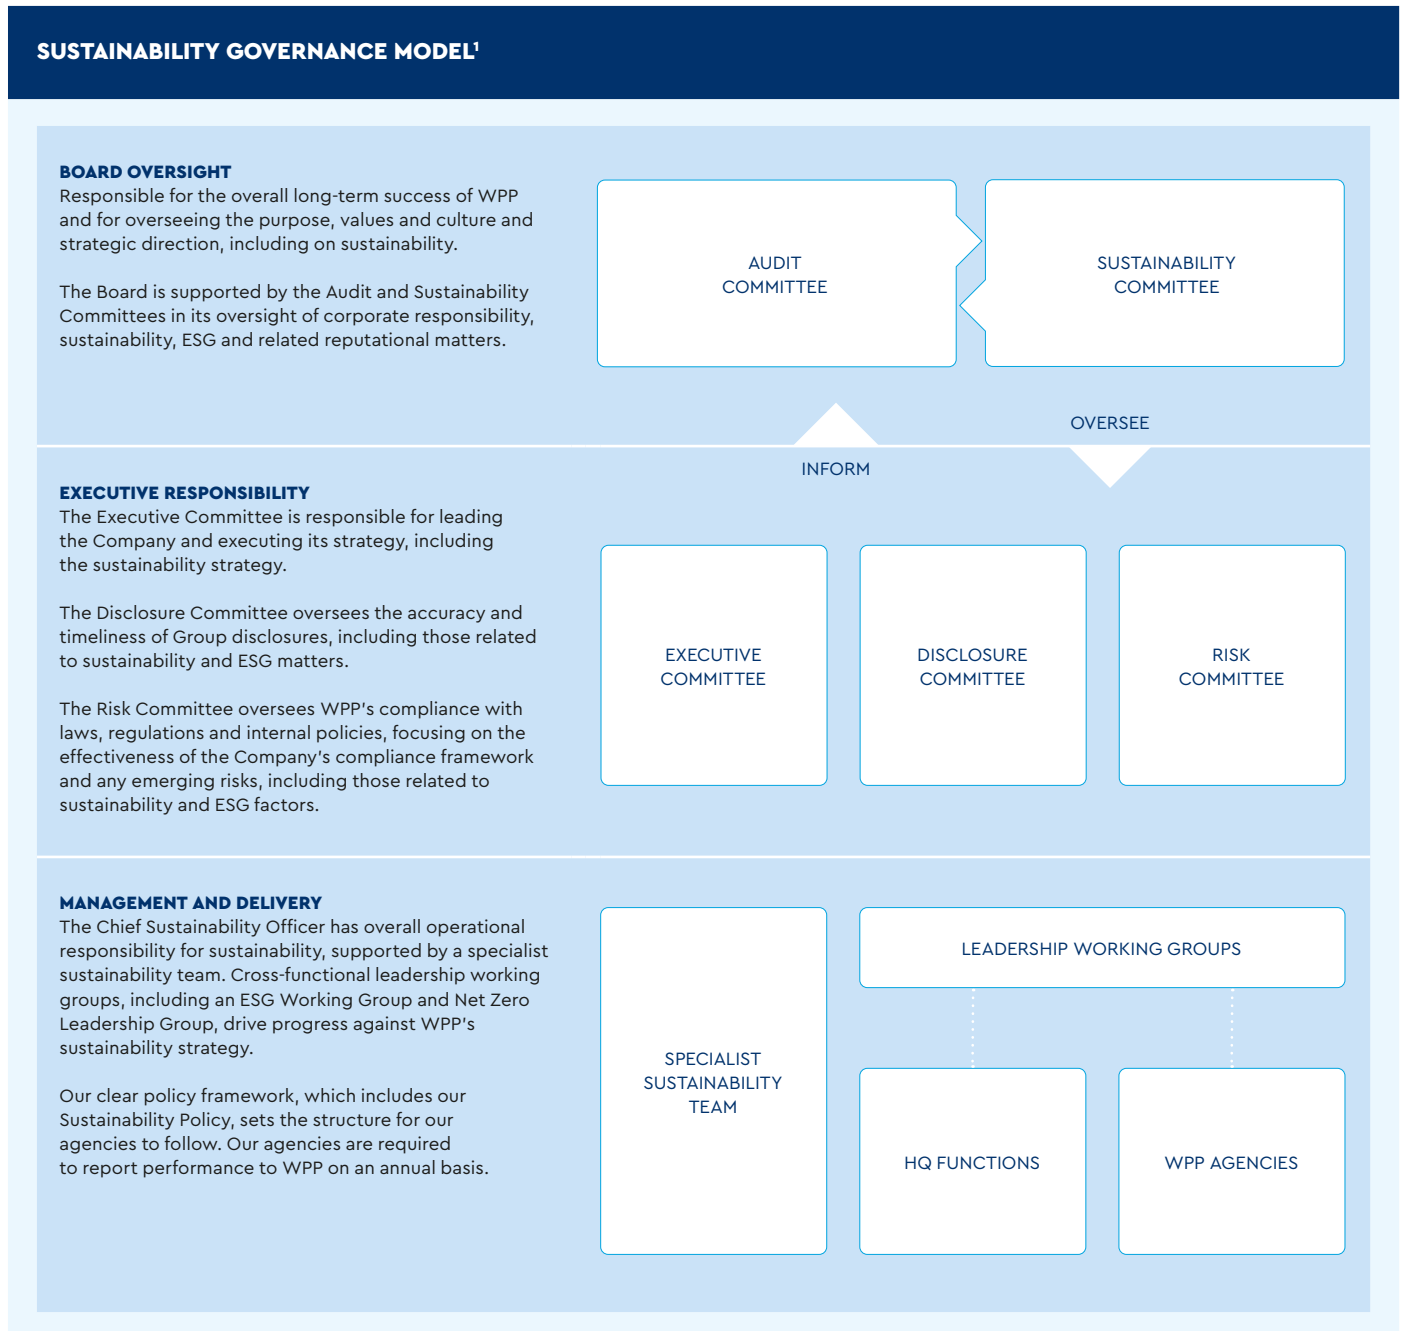 SUSTAINABILITY GOVERNANCE MODEL¹
BOARD OVERSIGHT
Responsible for the overall long-term success of WPP
and for overseeing the purpose, values and culture and
strategic direction, including on sustainability.
The Board is supported by the Audit and Sustainability
Committees in its oversight of corporate responsibility,
sustainability, ESG and related reputational matters.
AUDIT
COMMITTEE
SUSTAINABILITY
COMMITTEE
OVERSEE
INFORM
EXECUTIVE RESPONSIBILITY
The Executive Committee is responsible for leading
the Company and executing its strategy, including
the sustainability strategy.
The Disclosure Committee oversees the accuracy and
timeliness of Group disclosures, including those related
to sustainability and ESG matters.
The Risk Committee oversees WPP's compliance with
laws, regulations and internal policies, focusing on the
effectiveness of the Company's compliance framework
and any emerging risks, including those related to
sustainability and ESG factors.
EXECUTIVE
COMMITTEE
DISCLOSURE
COMMITTEE
RISK
COMMITTEE
MANAGEMENT AND DELIVERY
The Chief Sustainability Officer has overall operational
responsibility for sustainability, supported by a specialist
sustainability team. Cross-functional leadership working
groups, including an ESG Working Group and Net Zero
Leadership Group, drive progress against WPP's
sustainability strategy.
Our clear policy framework, which includes our
Sustainability Policy, sets the structure for our
agencies to follow. Our agencies are required
to report performance to WPP on an annual basis.
SPECIALIST
SUSTAINABILITY
TEAM
LEADERSHIP WORKING GROUPS
HQ FUNCTIONS
WPP AGENCIES